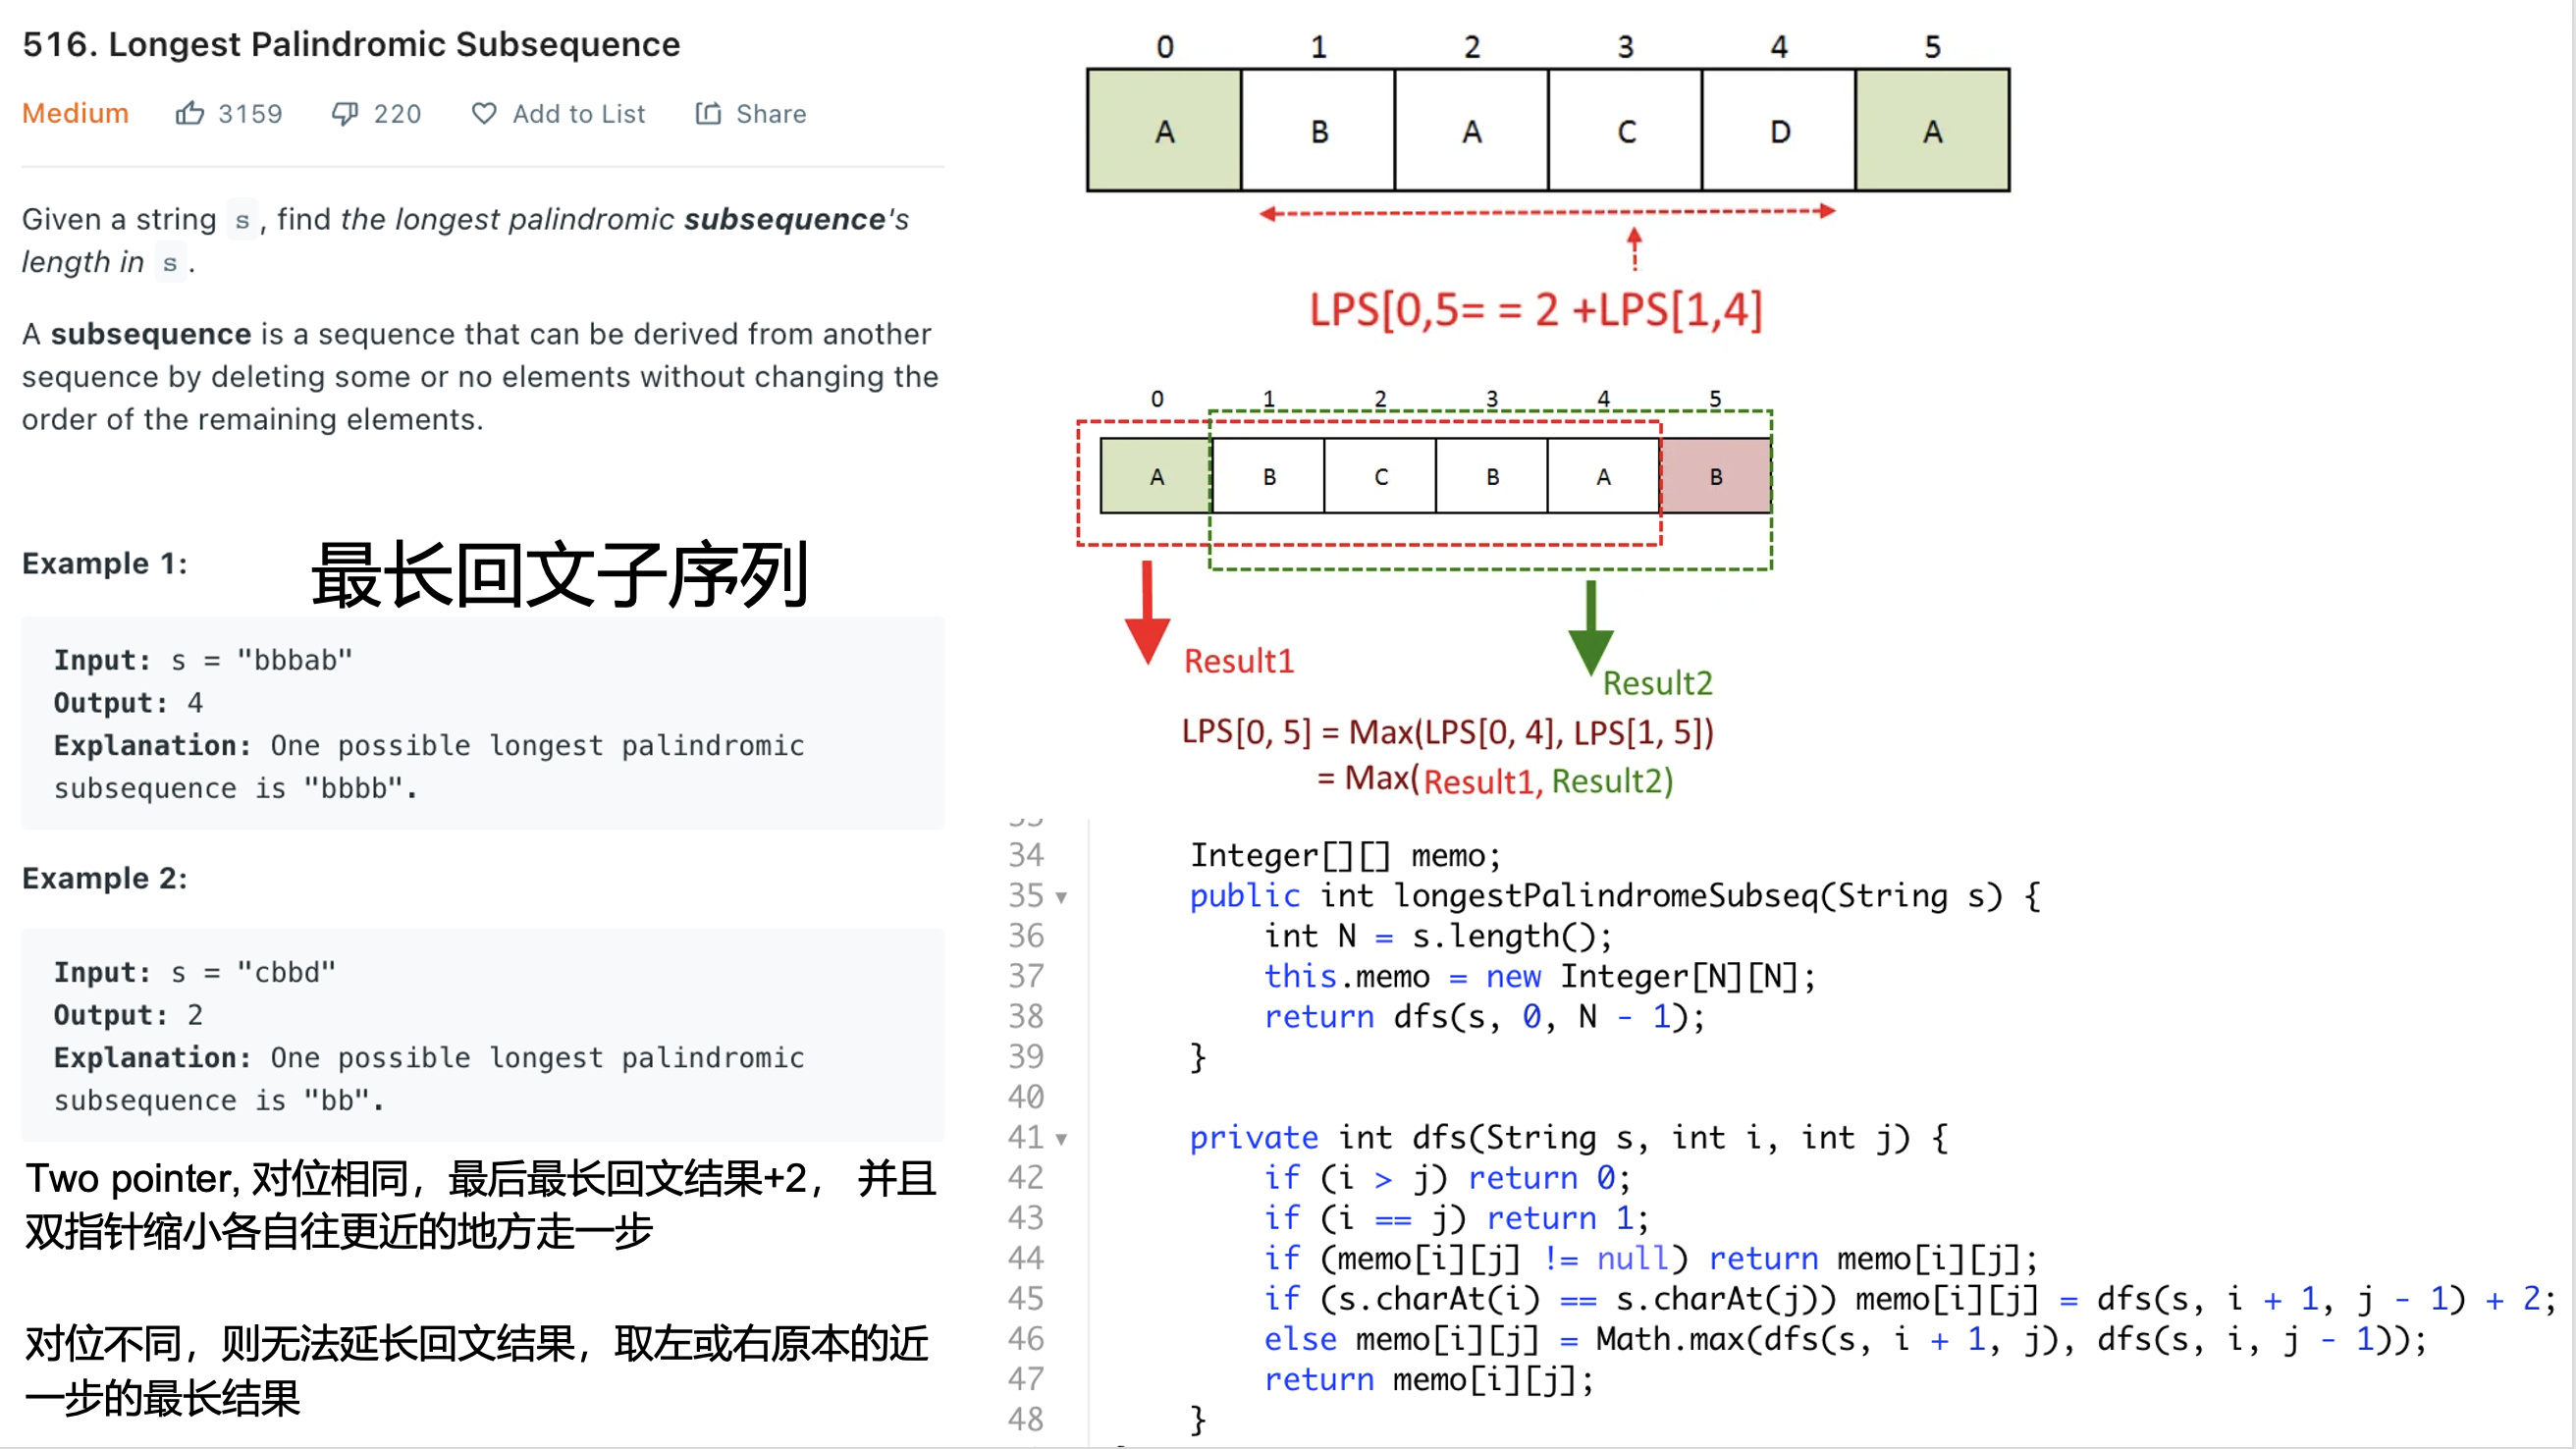 516. Longest Palindromic Subsequence
Medium 3159 220 Add to List Share
Given a string s, find the longest palindromic subsequence's
length in s.
A subsequence is a sequence that can be derived from another
sequence by deleting some or no elements without changing the
order of the remaining elements.
Example 1:
最长回文子序列
Input: s = "bbbab"
Output: 4
Explanation: One possible longest palindromic
subsequence is "bbbb".
Example 2:
Input: s = "cbbd"
Output: 2
Explanation: One possible longest palindromic
subsequence is "bb".
Two pointer, 对位相同，最后最长回文结果+2， 并且
双指针缩小各自往更近的地方走一步
对位不同，则无法延长回文结果，取左或右原本的近
一步的最长结果
0 1 2 3 4 5
A B A C D A
LPS[0,5= = 2 +LPS[1,4]
0 1 2 3 4 5
A B C B A B
Result1
Result2
LPS[0, 5] = Max(LPS[0, 4], LPS[1, 5])
= Max(Result1, Result2)
34 Integer[][] memo;
35 public int longestPalindromeSubseq(String s) {
36 int N = s.length();
37 this.memo = new Integer[N][N];
38 return dfs(s, 0, N - 1);
39 }
40
41 private int dfs(String s, int i, int j) {
42 if (i > j) return 0;
43 if (i == j) return 1;
44 if (memo[i][j] != null) return memo[i][j];
45 if (s.charAt(i) == s.charAt(j)) memo[i][j] = dfs(s, i + 1, j - 1) + 2;
46 else memo[i][j] = Math.max(dfs(s, i + 1, j), dfs(s, i, j - 1));
47 return memo[i][j];
48 }